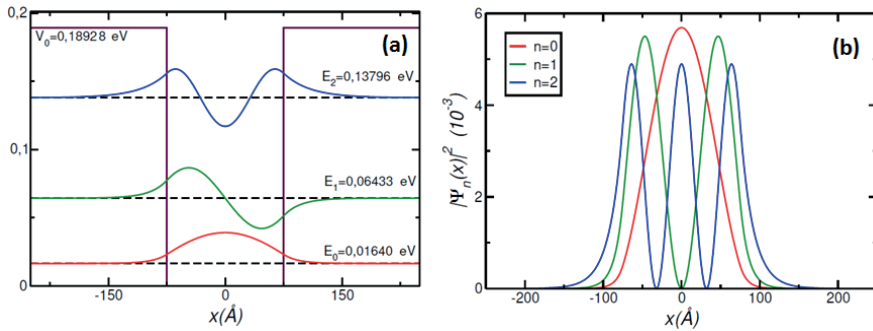 0,2
V0=0,18928 eV
(a)
E2=0,13796 eV
0,1
E1=0,06433 eV
E0=0,01640 eV
0
-150
0
150
x(Å)
6
(b)
n=0
n=1
n=2
4
|Ψn(x)|² (10⁻³)
2
0
-200
-100
0
100
200
x(Å)